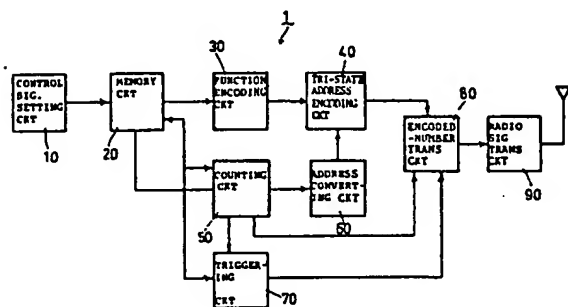 1
30
40
CONTROL
SIG.
SETTING
CKT
10
MEMORY
CKT
20
FUNCTION
ENCODING
CKT
TRI-STATE
ADDRESS
ENCODING
CKT
80
ENCODED
-NUMBER
TRANS
CKT
RADIO
SIG
TRANS
CKT
90
COUNTING
CKT
50
ADDRESS
CONVERT-
ING CKT
60
TRIGGER-
ING
CKT
70